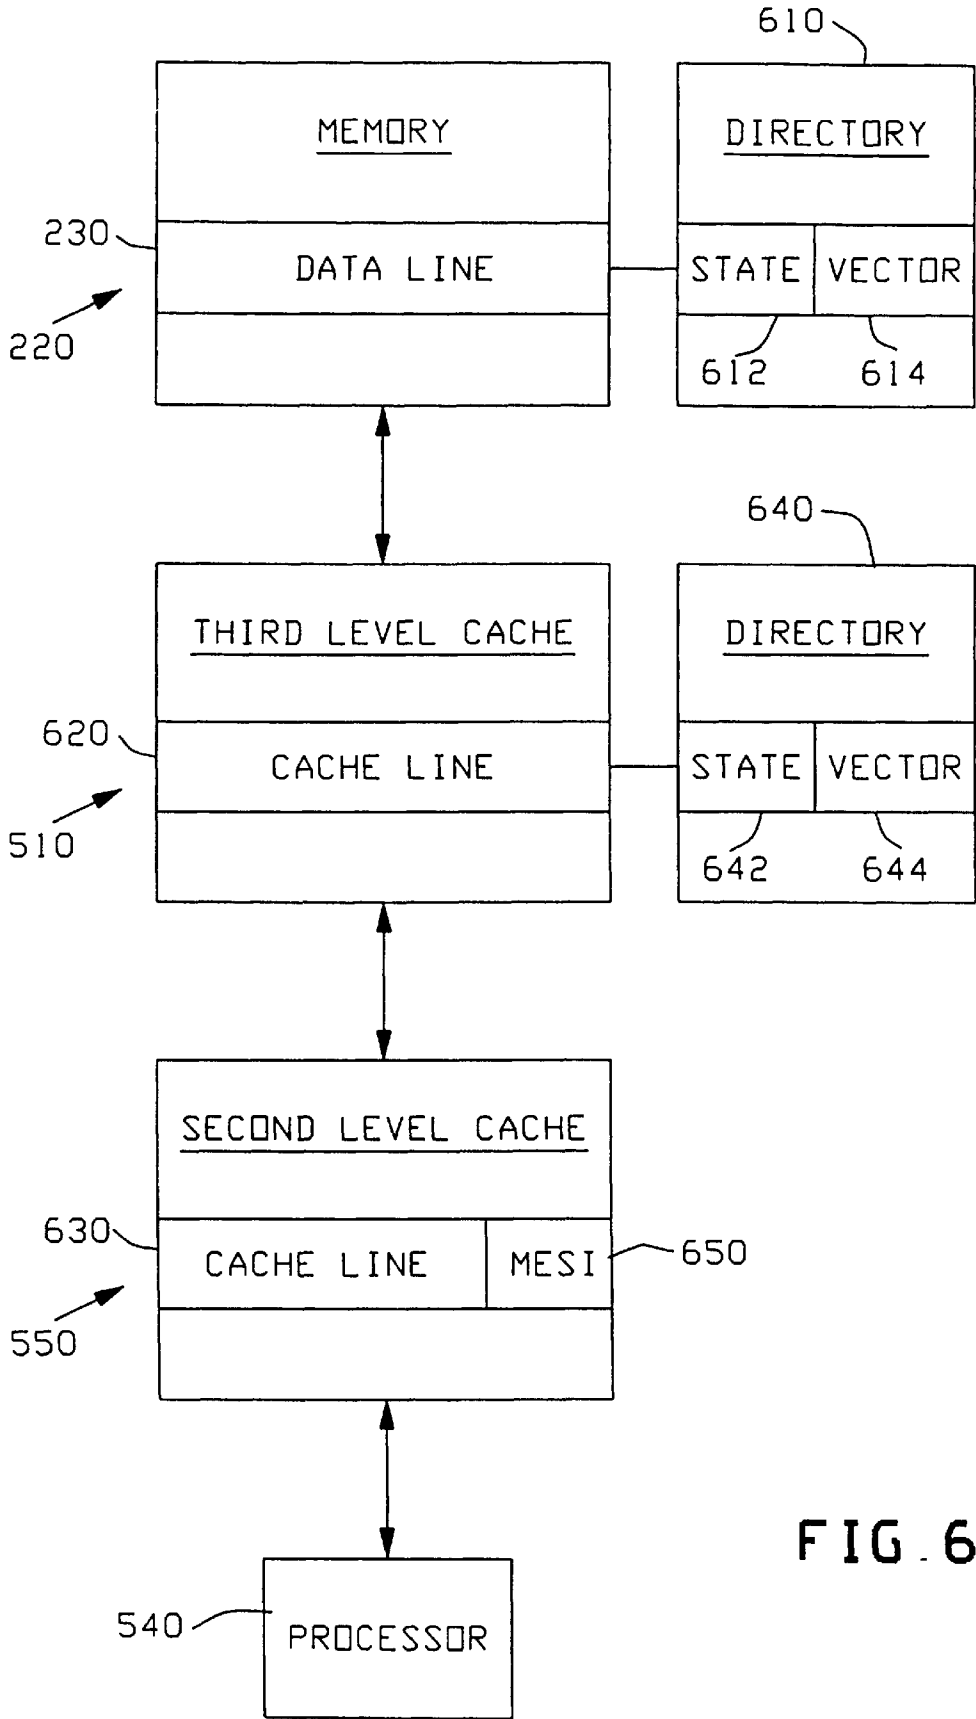 610
MEMORY
DIRECTORY
230
DATA LINE
STATE
VECTOR
220
612
614
640
THIRD LEVEL CACHE
DIRECTORY
620
CACHE LINE
STATE
VECTOR
510
642
644
SECOND LEVEL CACHE
630
CACHE LINE
MESI
650
550
FIG. 6
540
PROCESSOR